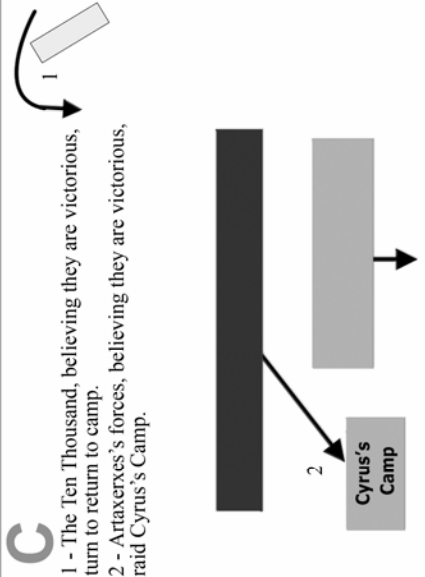 C
1 - The Ten Thousand, believing they are victorious,
turn to return to camp.
2 - Artaxerxes's forces, believing they are victorious,
raid Cyrus's Camp.
1
2
Cyrus's
Camp